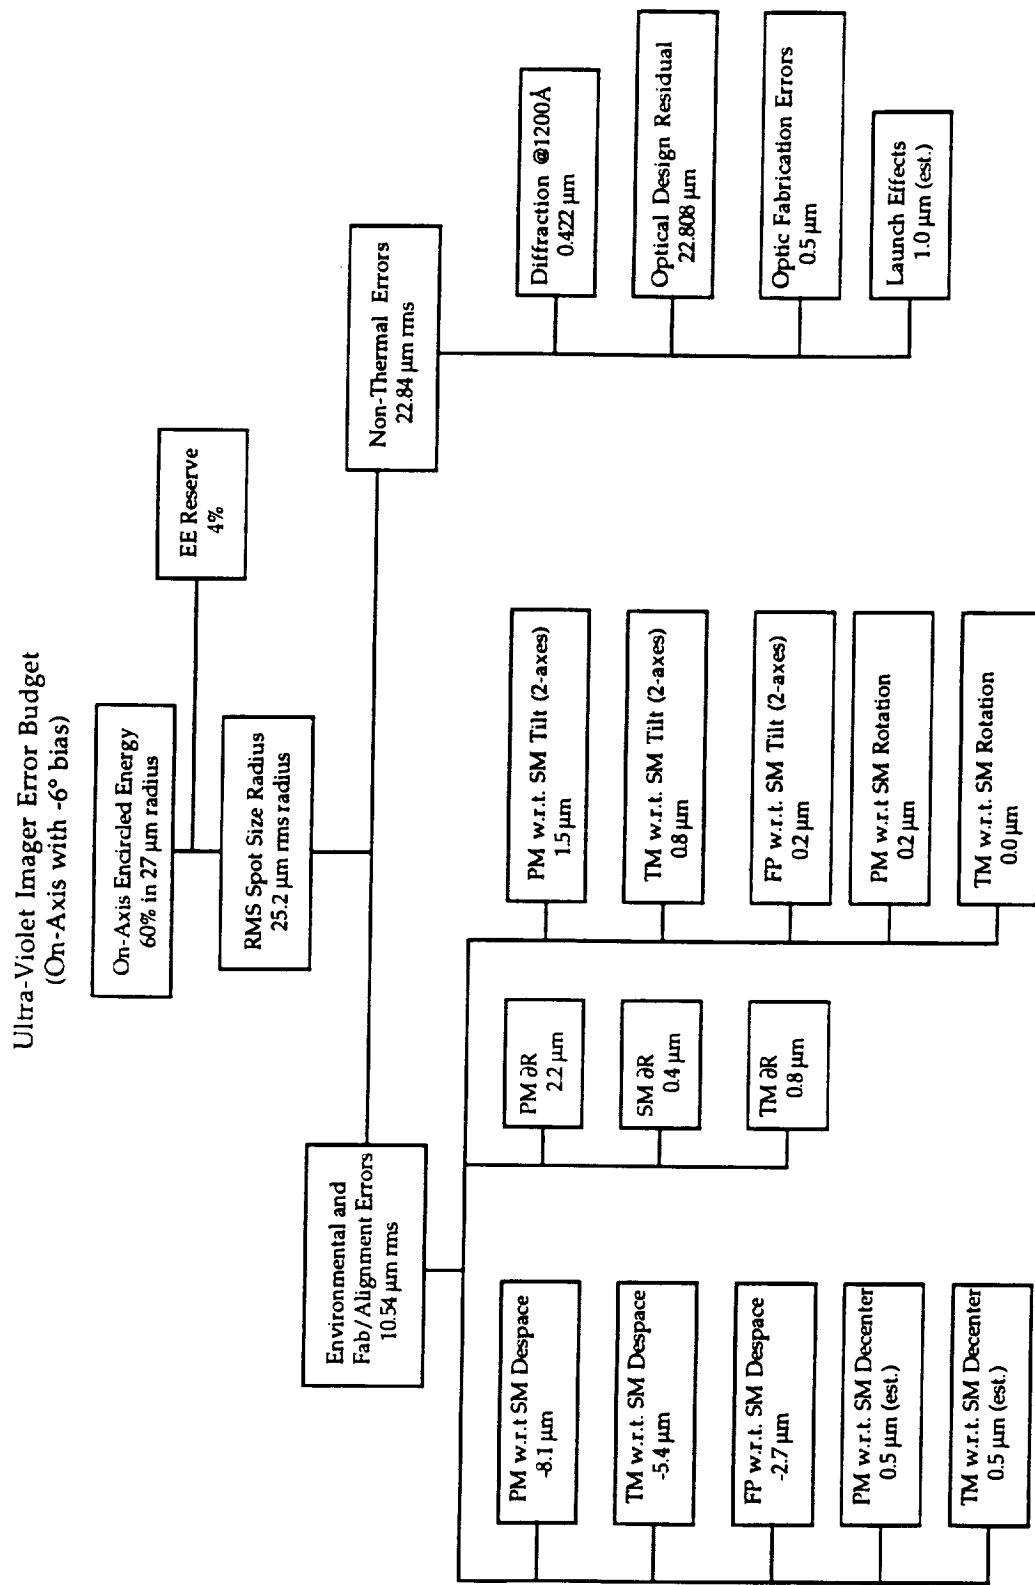 Ultra-Violet Imager Error Budget
(On-Axis with -6° bias)
On-Axis Encircled Energy
60% in 27 µm radius
EE Reserve
4%
RMS Spot Size Radius
25.2 µm rms radius
Environmental and
Fab/Alignment Errors
10.54 µm rms
Non-Thermal Errors
22.84 µm rms
PM w.r.t SM Despace
-8.1 µm
TM w.r.t. SM Despace
-5.4 µm
FP w.r.t. SM Despace
-2.7 µm
PM w.r.t. SM Decenter
0.5 µm (est.)
TM w.r.t. SM Decenter
0.5 µm (est.)
PM ∂R
2.2 µm
SM ∂R
0.4 µm
TM ∂R
0.8 µm
PM w.r.t. SM Tilt (2-axes)
1.5 µm
TM w.r.t. SM Tilt (2-axes)
0.8 µm
FP w.r.t. SM Tilt (2-axes)
0.2 µm
PM w.r.t SM Rotation
0.2 µm
TM w.r.t. SM Rotation
0.0 µm
Diffraction @1200Å
0.422 µm
Optical Design Residual
22.808 µm
Optic Fabrication Errors
0.5 µm
Launch Effects
1.0 µm (est.)